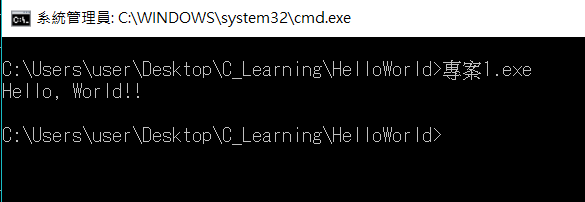 系統管理員: C:\WINDOWS\system32\cmd.exe
C:\Users\user\Desktop\C_Learning\HelloWorld>專案1.exe
Hello, World!!
C:\Users\user\Desktop\C_Learning\HelloWorld>